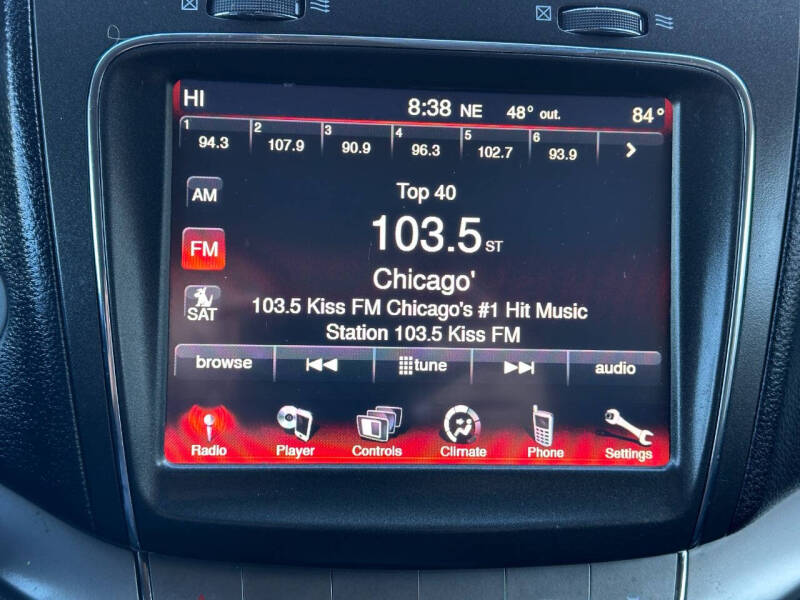 HI 8:38 NE 48° out. 84°
1 94.3 2 107.9 3 90.9 4 96.3 5 102.7 6 93.9
AM
Top 40
FM
103.5 ST
Chicago'
SAT
103.5 Kiss FM Chicago's #1 Hit Music
Station 103.5 Kiss FM
browse tune audio
Radio Player Controls Climate Phone Settings